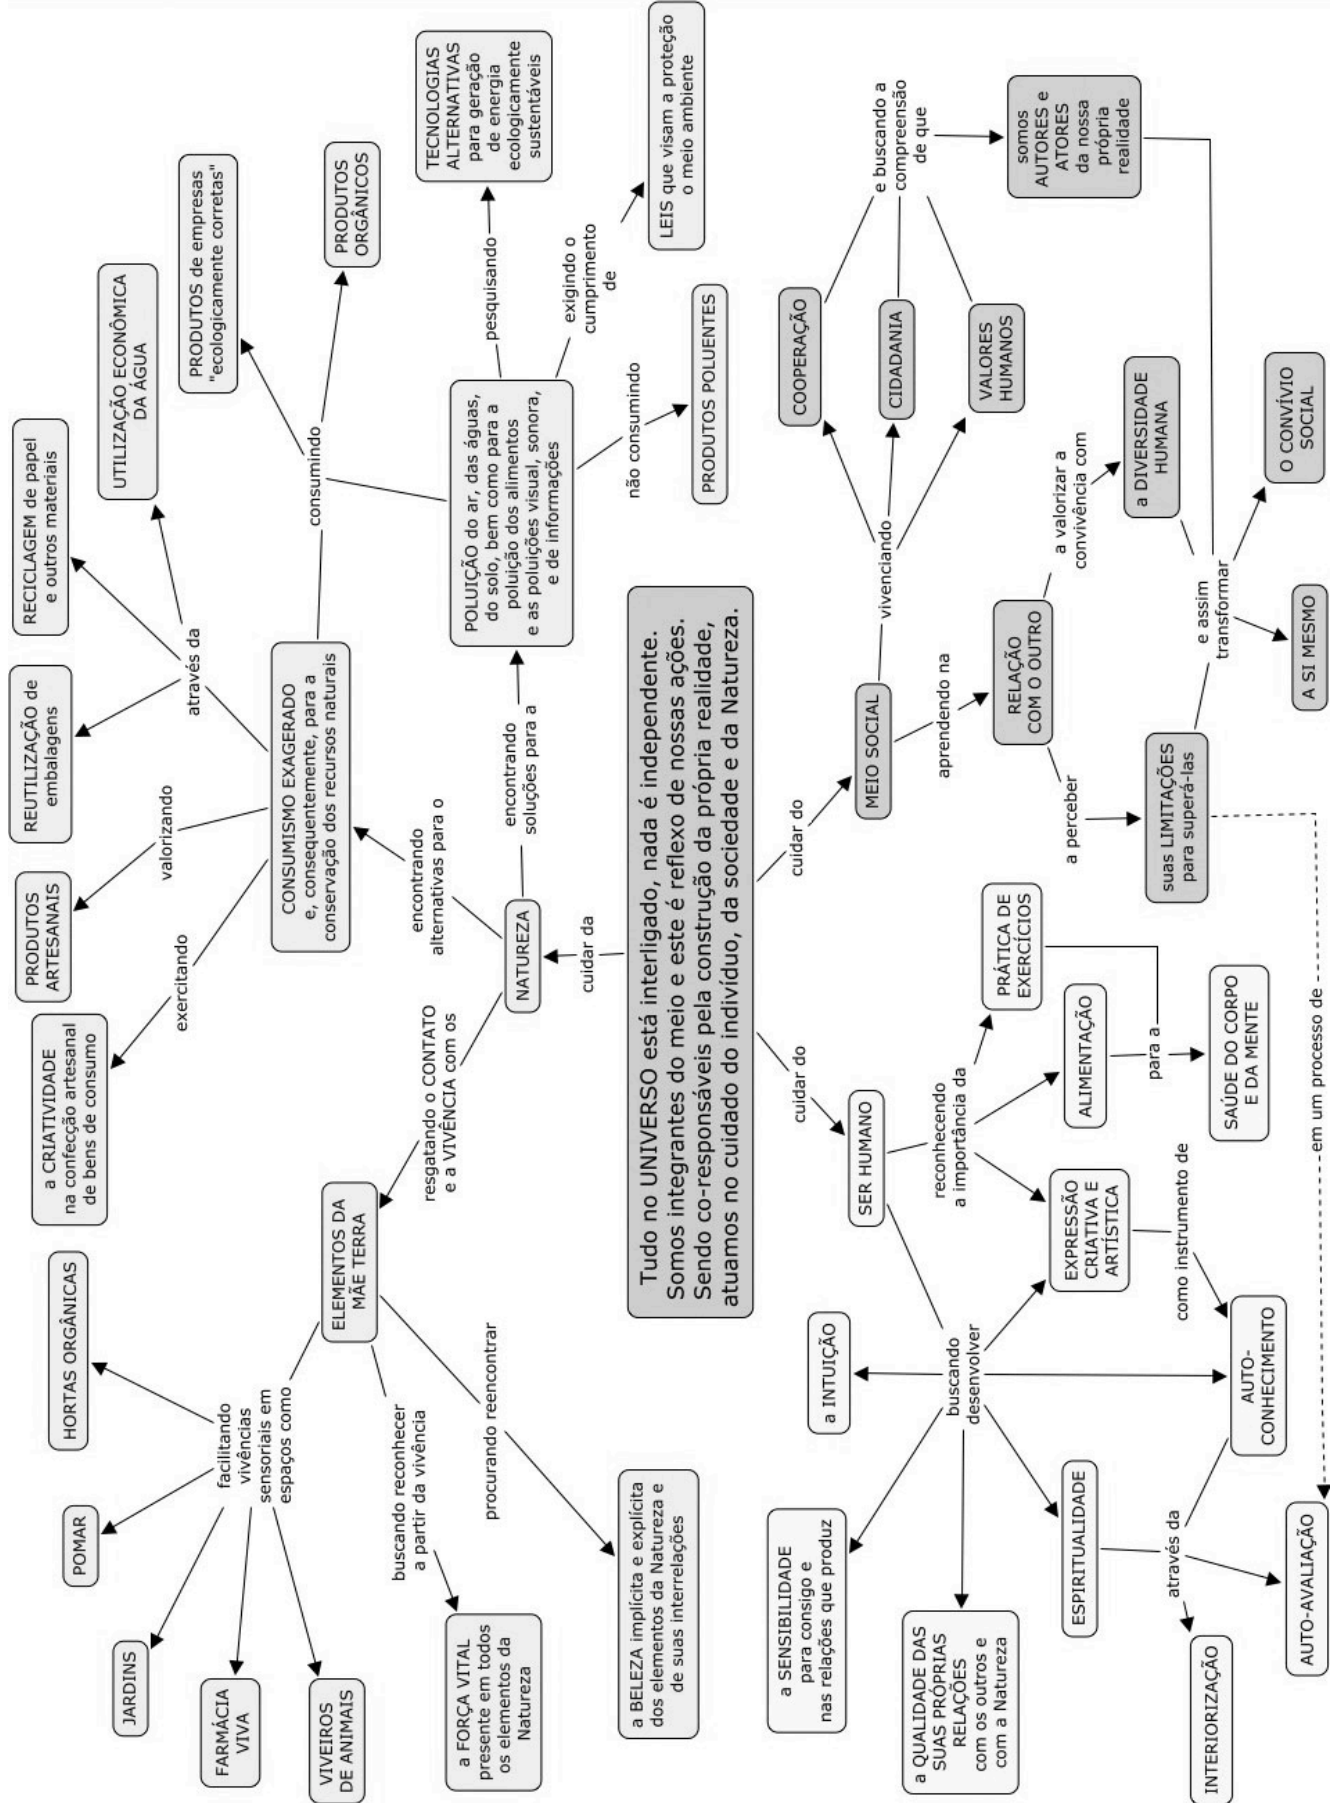 HORTAS ORGÂNICAS
POMAR
JARDINS
FARMÁCIA
VIVA
VIVEIROS
DE ANIMAIS
facilitando
vivências
sensoriais em
espaços como
ELEMENTOS DA
MÃE TERRA
buscando reconhecer
a partir da vivência
a FORÇA VITAL
presente em todos
os elementos da
Natureza
procurando reencontrar
a BELEZA implícita e explícita
dos elementos da Natureza e
de suas interrelações
resgatando o CONTATO
e a VIVÊNCIA com os
NATUREZA
cuidar da
encontrando
alternativas para o
CONSUMISMO EXAGERADO
e, consequentemente, para a
conservação dos recursos naturais
exercitando
a CRIATIVIDADE
na confecção artesanal
de bens de consumo
valorizando
PRODUTOS
ARTESANAIS
através da
REUTILIZAÇÃO de
embalagens
RECICLAGEM de papel
e outros materiais
UTILIZAÇÃO ECONÔMICA
DA ÁGUA
consumindo
PRODUTOS de empresas
"ecologicamente corretas"
PRODUTOS
ORGÂNICOS
encontrando
soluções para a
POLUIÇÃO do ar, das águas,
do solo, bem como para a
poluição dos alimentos
e as poluições visual, sonora,
e de informações
pesquisando
TECNOLOGIAS
ALTERNATIVAS
para geração
de energia
ecologicamente
sustentáveis
exigindo o
cumprimento
de
LEIS que visam a proteção
o meio ambiente
não consumindo
PRODUTOS POLUENTES
Tudo no UNIVERSO está interligado, nada é independente.
Somos integrantes do meio e este é reflexo de nossas ações.
Sendo co-responsáveis pela construção da própria realidade,
atuamos no cuidado do indivíduo, da sociedade e da Natureza.
cuidar do
SER HUMANO
buscando
desenvolver
a INTUIÇÃO
a SENSIBILIDADE
para consigo e
nas relações que produz
a QUALIDADE DAS
SUAS PRÓPRIAS
RELAÇÕES
com os outros e
com a Natureza
ESPIRITUALIDADE
através da
INTERIORIZAÇÃO
AUTO-AVALIAÇÃO
AUTO-
CONHECIMENTO
reconhecendo
a importância da
EXPRESSÃO
CRIATIVA E
ARTÍSTICA
como instrumento de
ALIMENTAÇÃO
PRÁTICA DE
EXERCÍCIOS
para a
SAÚDE DO CORPO
E DA MENTE
cuidar do
MEIO SOCIAL
vivenciando
COOPERAÇÃO
CIDADANIA
VALORES
HUMANOS
e buscando a
compreensão
de que
somos
AUTORES e
ATORES
da nossa
própria
realidade
aprendendo na
RELAÇÃO
COM O OUTRO
a perceber
suas LIMITAÇÕES
para superá-las
a valorizar a
convivência com
a DIVERSIDADE
HUMANA
e assim
transformar
A SI MESMO
O CONVÍVIO
SOCIAL
em um processo de